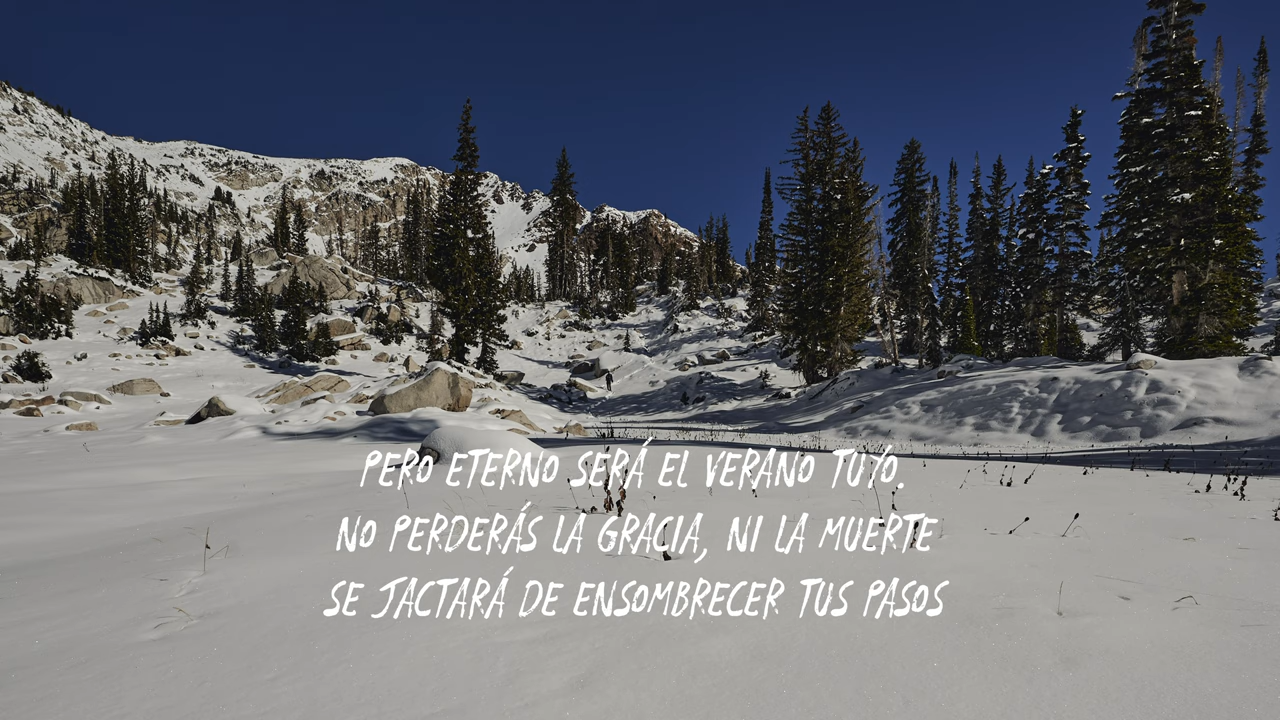 PERO ETERNO SERÁ EL VERANO TUYO.
NO PERDERÁS LA GRACIA, NI LA MUERTE
SE JACTARÁ DE ENSOMBRECER TUS PASOS